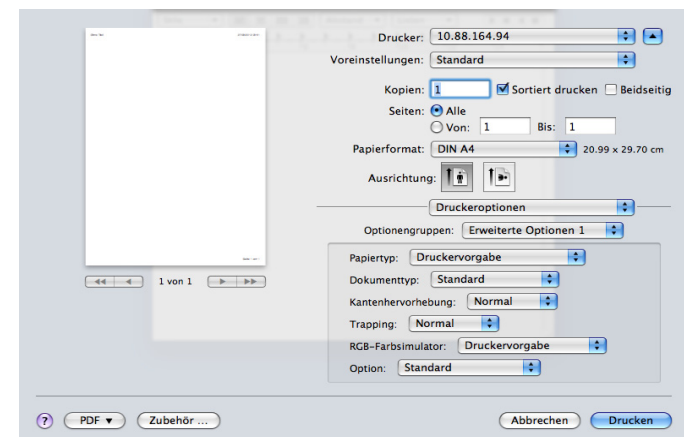 Drucker: 10.88.164.94
Voreinstellungen: Standard
Kopien: 1 Sortiert drucken Beidseitig
Seiten: Alle
Von: 1 Bis: 1
Papierformat: DIN A4 20.99 x 29.70 cm
Ausrichtung:
Druckeroptionen
Optionengruppen: Erweiterte Optionen 1
Papiertyp: Druckervorgabe
1 von 1
Dokumenttyp: Standard
Kantenhervorhebung: Normal
Trapping: Normal
RGB-Farbsimulator: Druckervorgabe
Option: Standard
? PDF Zubehör ... Abbrechen Drucken